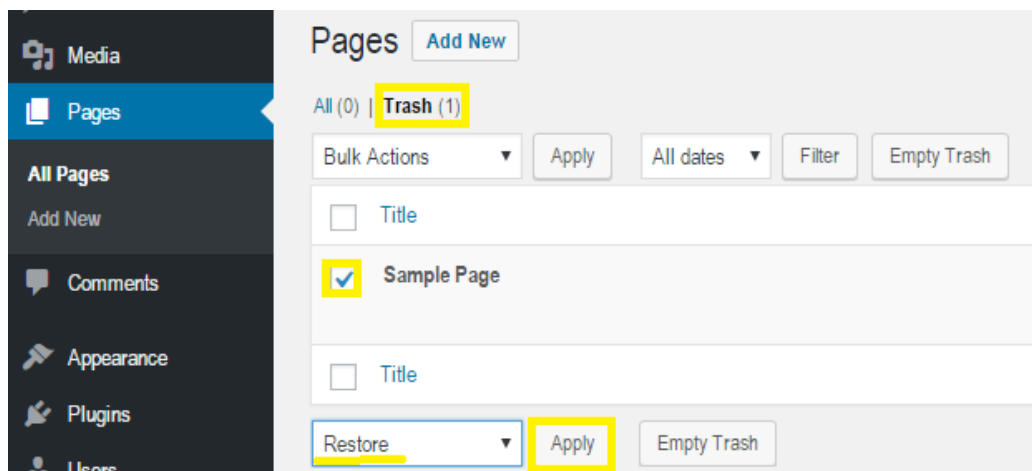 Media
Pages
All Pages
Add New
Comments
Appearance
Plugins
Users
Pages Add New
All (0) | Trash (1)
Bulk Actions Apply All dates Filter Empty Trash
Title
Sample Page
Title
Restore Apply Empty Trash